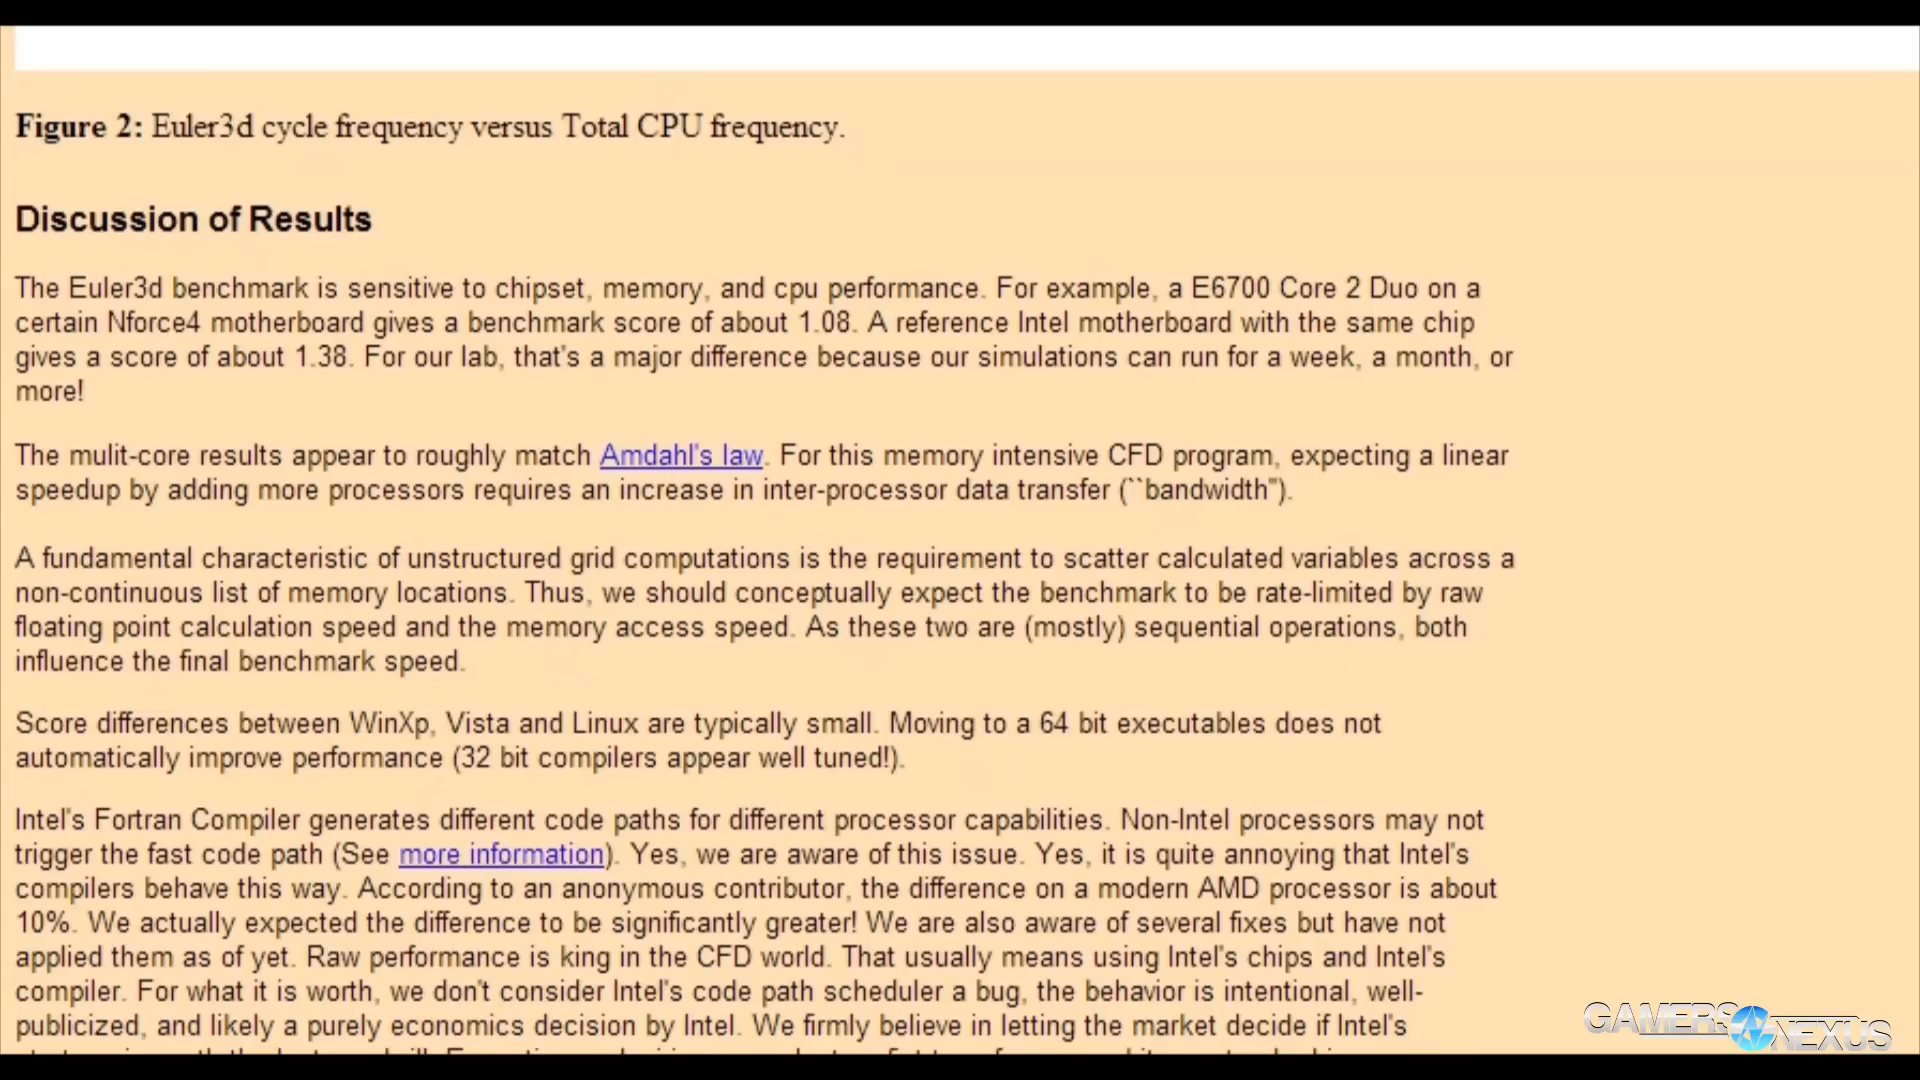 Figure 2: Euler3d cycle frequency versus Total CPU frequency.
Discussion of Results
The Euler3d benchmark is sensitive to chipset, memory, and cpu performance. For example, a E6700 Core 2 Duo on a
certain Nforce4 motherboard gives a benchmark score of about 1.08. A reference Intel motherboard with the same chip
gives a score of about 1.38. For our lab, that's a major difference because our simulations can run for a week, a month, or
more!
The mulit-core results appear to roughly match Amdahl's law. For this memory intensive CFD program, expecting a linear
speedup by adding more processors requires an increase in inter-processor data transfer (``bandwidth'').
A fundamental characteristic of unstructured grid computations is the requirement to scatter calculated variables across a
non-continuous list of memory locations. Thus, we should conceptually expect the benchmark to be rate-limited by raw
floating point calculation speed and the memory access speed. As these two are (mostly) sequential operations, both
influence the final benchmark speed.
Score differences between WinXp, Vista and Linux are typically small. Moving to a 64 bit executables does not
automatically improve performance (32 bit compilers appear well tuned!).
Intel's Fortran Compiler generates different code paths for different processor capabilities. Non-Intel processors may not
trigger the fast code path (See more information). Yes, we are aware of this issue. Yes, it is quite annoying that Intel's
compilers behave this way. According to an anonymous contributor, the difference on a modern AMD processor is about
10%. We actually expected the difference to be significantly greater! We are also aware of several fixes but have not
applied them as of yet. Raw performance is king in the CFD world. That usually means using Intel's chips and Intel's
compiler. For what it is worth, we don't consider Intel's code path scheduler a bug, the behavior is intentional, well-
publicized, and likely a purely economics decision by Intel. We firmly believe in letting the market decide if Intel's
GAMERS NEXUS